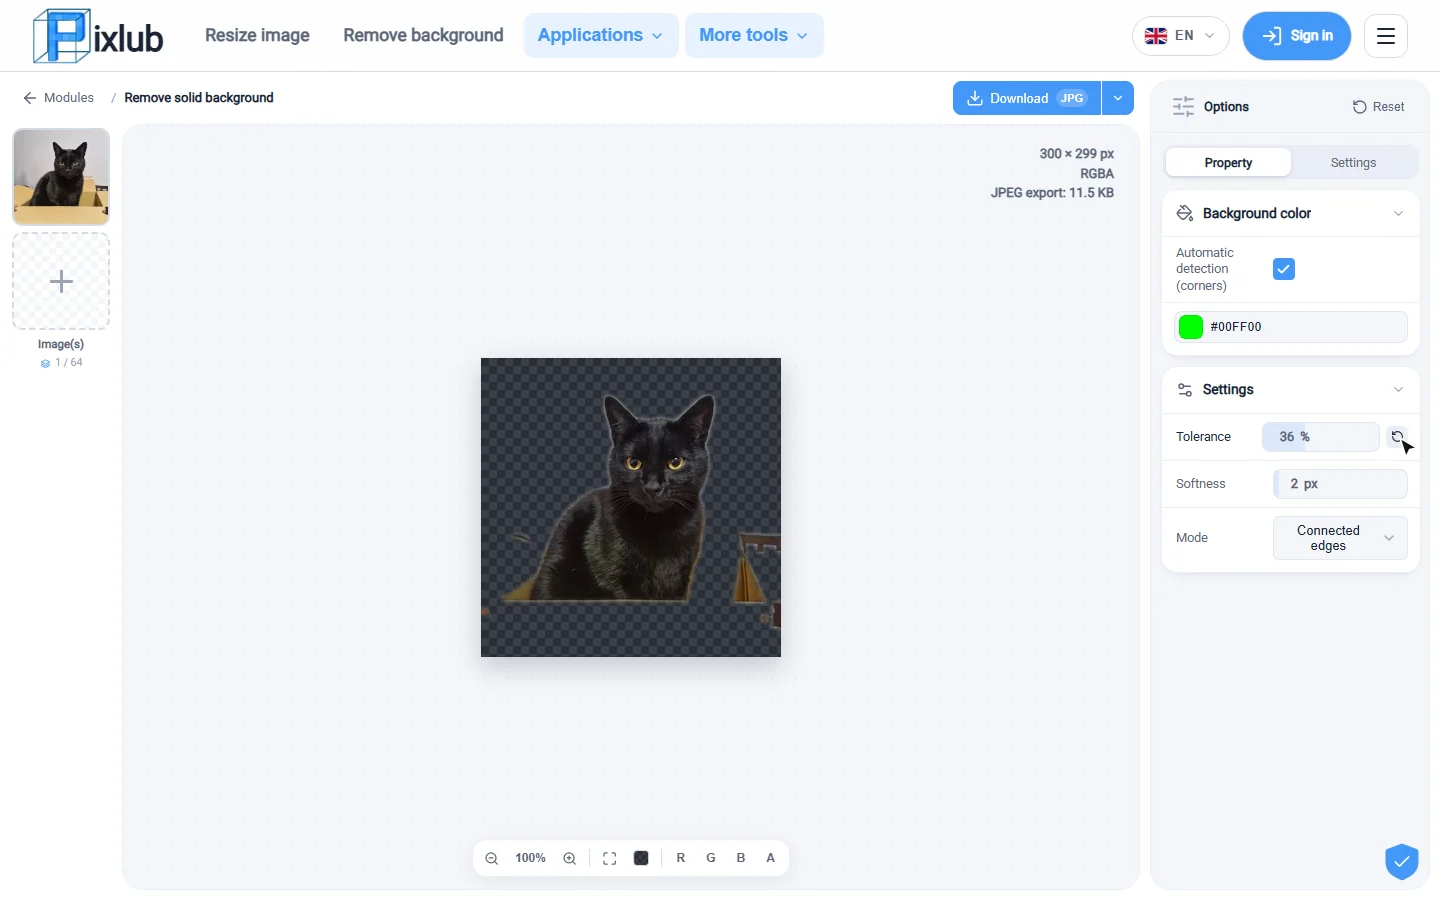 Pixlub
Resize image
Remove background
Applications
More tools
EN
Sign in
Modules / Remove solid background
Download JPG
Options
Reset
300 × 299 px
RGBA
JPEG export: 11.5 KB
Property
Settings
Background color
Automatic
detection
(corners)
#00FF00
Image(s)
1 / 64
Settings
Tolerance
36 %
Softness
2 px
Mode
Connected
edges
100%
R G B A